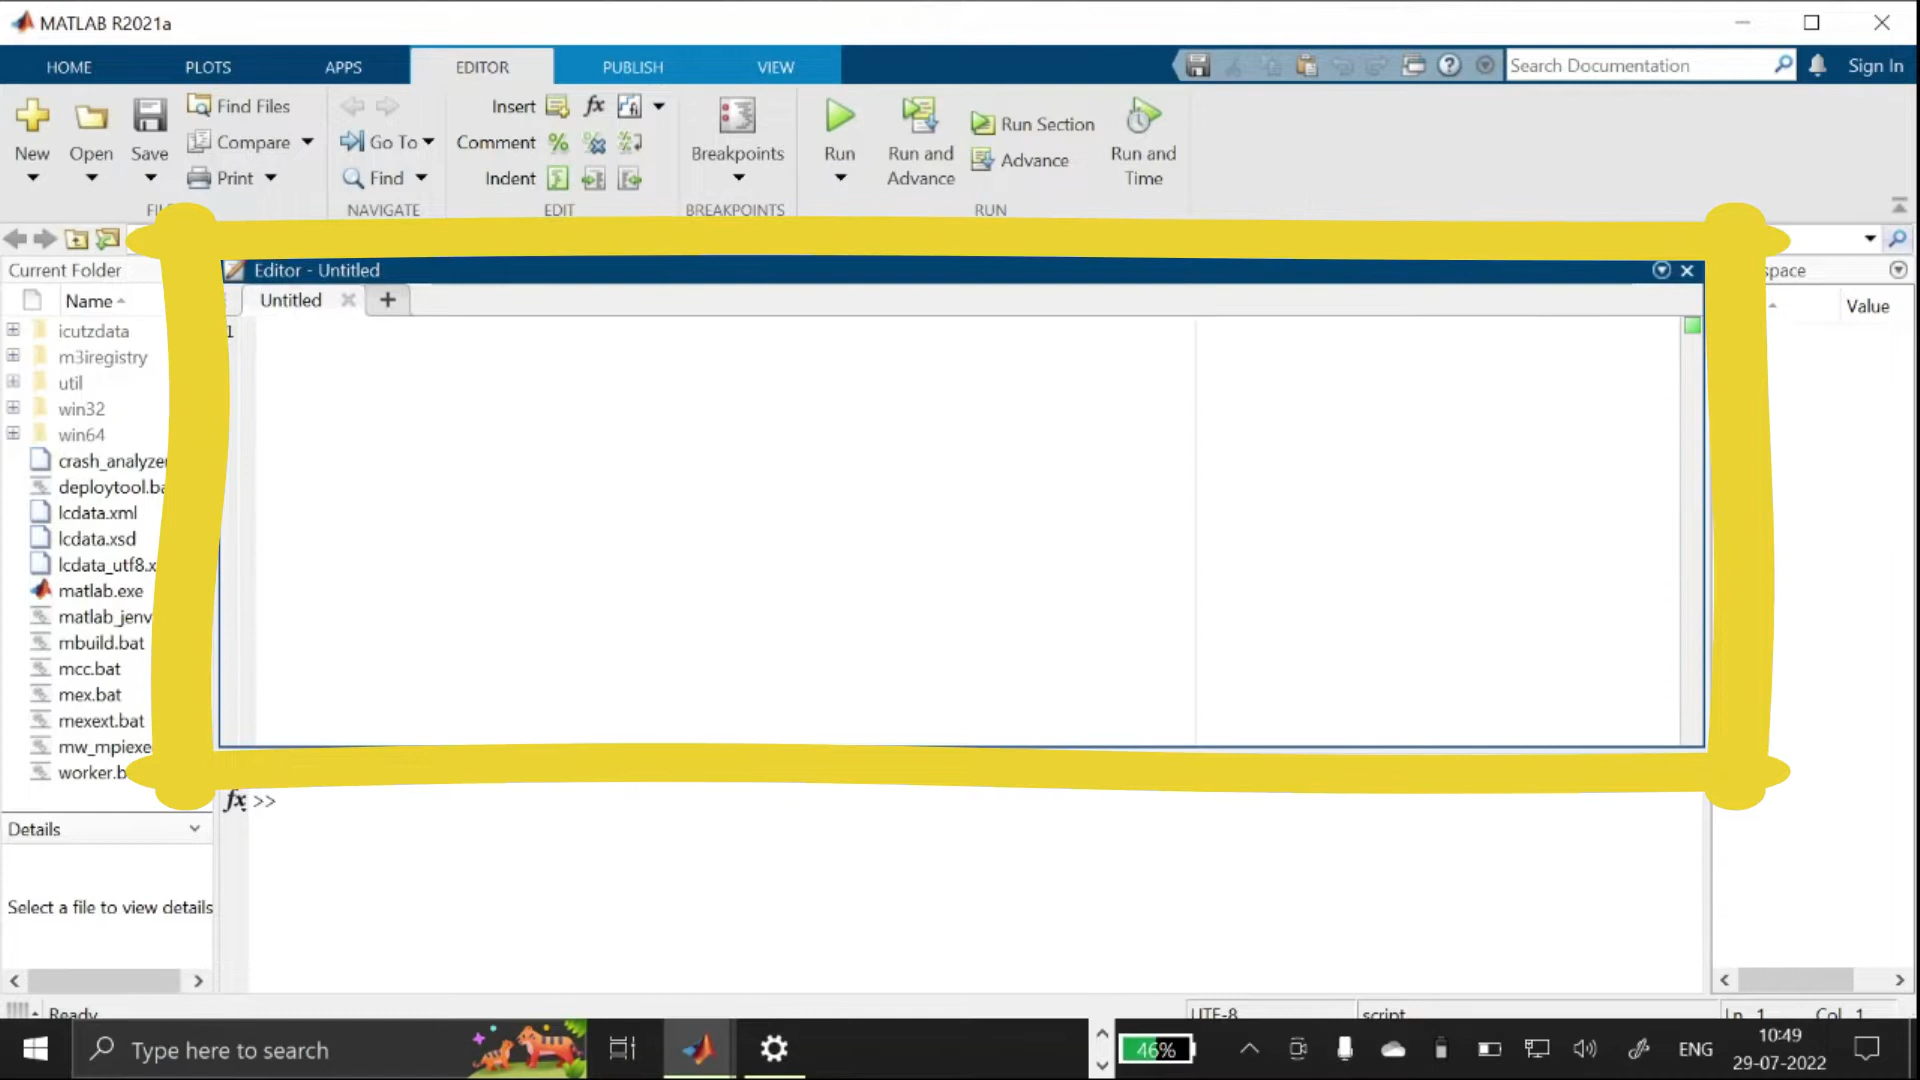 MATLAB R2021a
HOME PLOTS APPS EDITOR PUBLISH VIEW Search Documentation Sign In
Find Files Insert fx
Compare Go To Comment Run Section
New Open Save Breakpoints Run Run and Advance Advance Run and Time
Print Find Indent
NAVIGATE EDIT BREAKPOINTS RUN
Current Folder Editor - Untitled
Name Untitled + Value
1
icutzdata
m3iregistry
util
win32
win64
deploytool.ba
lcdata.xml
lcdata.xsd
lcdata_utf8.x
matlab.exe
matlab_jenv
mbuild.bat
mcc.bat
mex.bat
mexext.bat
mw_mpiexe
worker.b
fx >>
Details
Select a file to view details
Ready UTF-8 script Ln 1 Col 1
Type here to search 46% ENG 10:49
29-07-2022